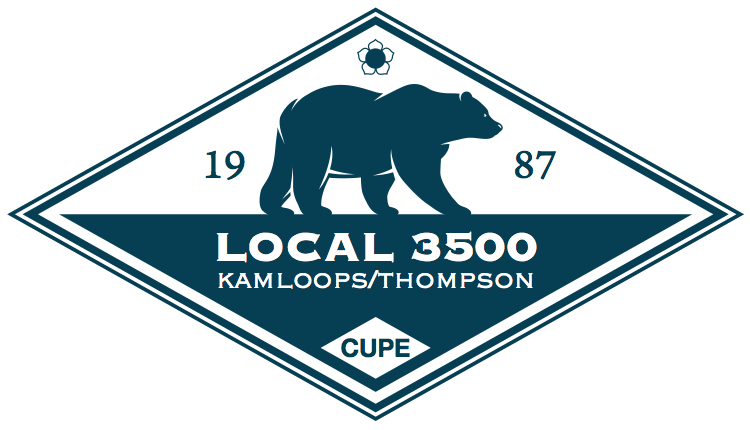 19 87
LOCAL 3500
KAMLOOPS/THOMPSON
CUPE